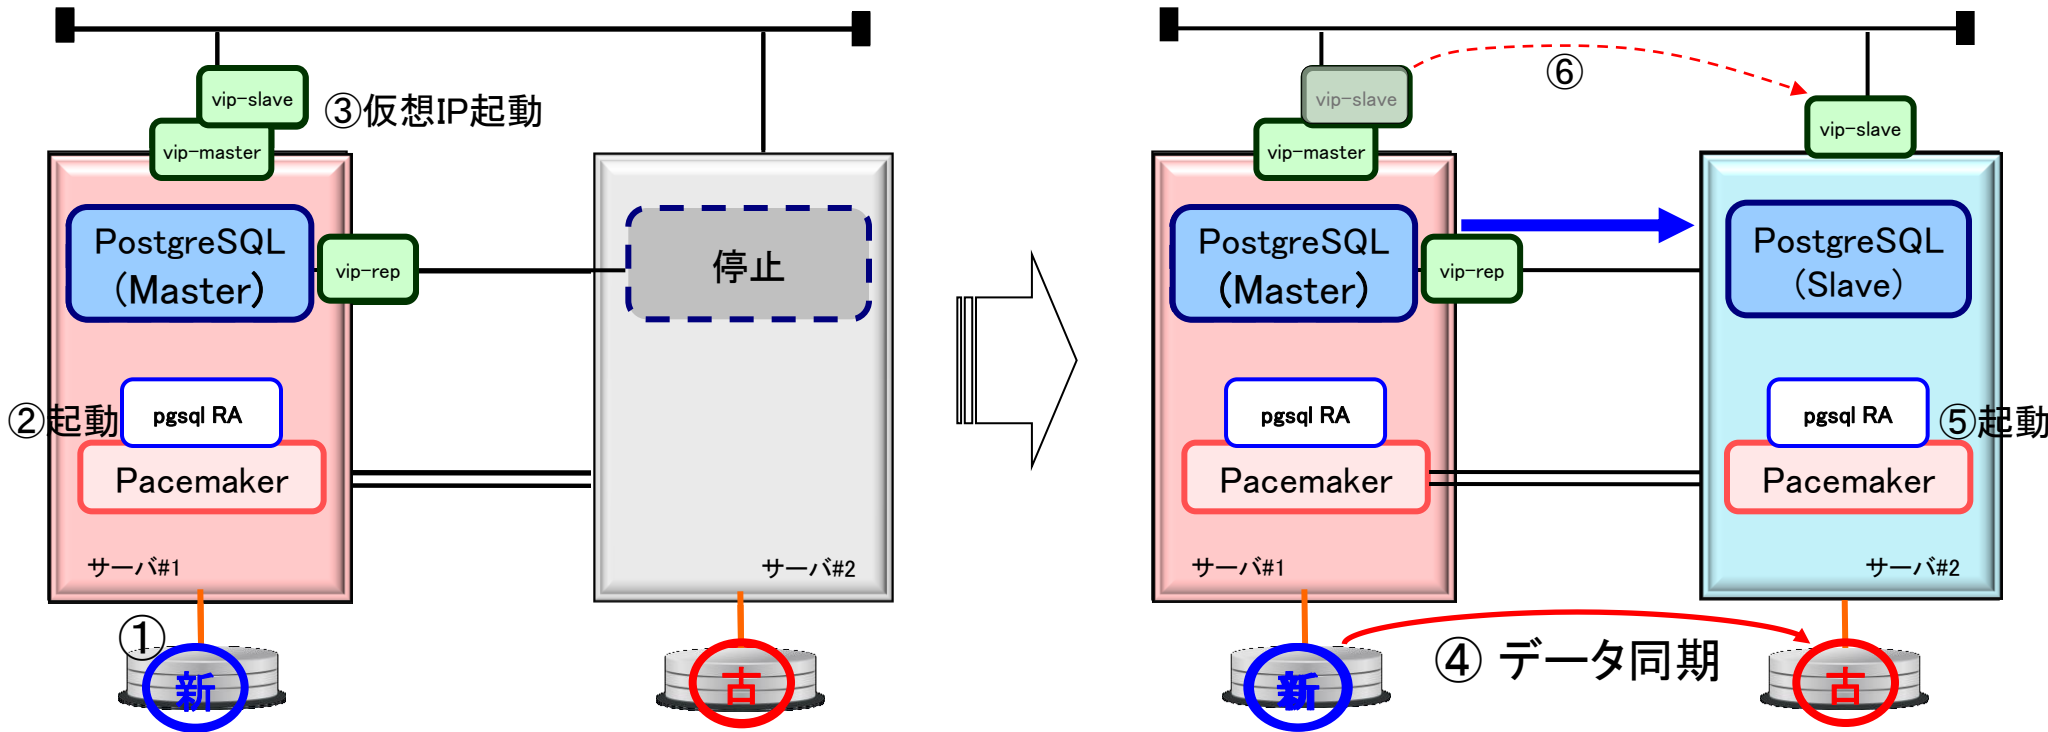 vip-slave
③仮想IP起動
vip-master
PostgreSQL
(Master)
vip-rep
停止
②起動
pgsql RA
Pacemaker
サーバ#1
サーバ#2
①
新
古
⑥
vip-slave
vip-slave
vip-master
PostgreSQL
(Master)
vip-rep
PostgreSQL
(Slave)
pgsql RA
Pacemaker
pgsql RA
⑤起動
Pacemaker
サーバ#1
サーバ#2
④ データ同期
新
古